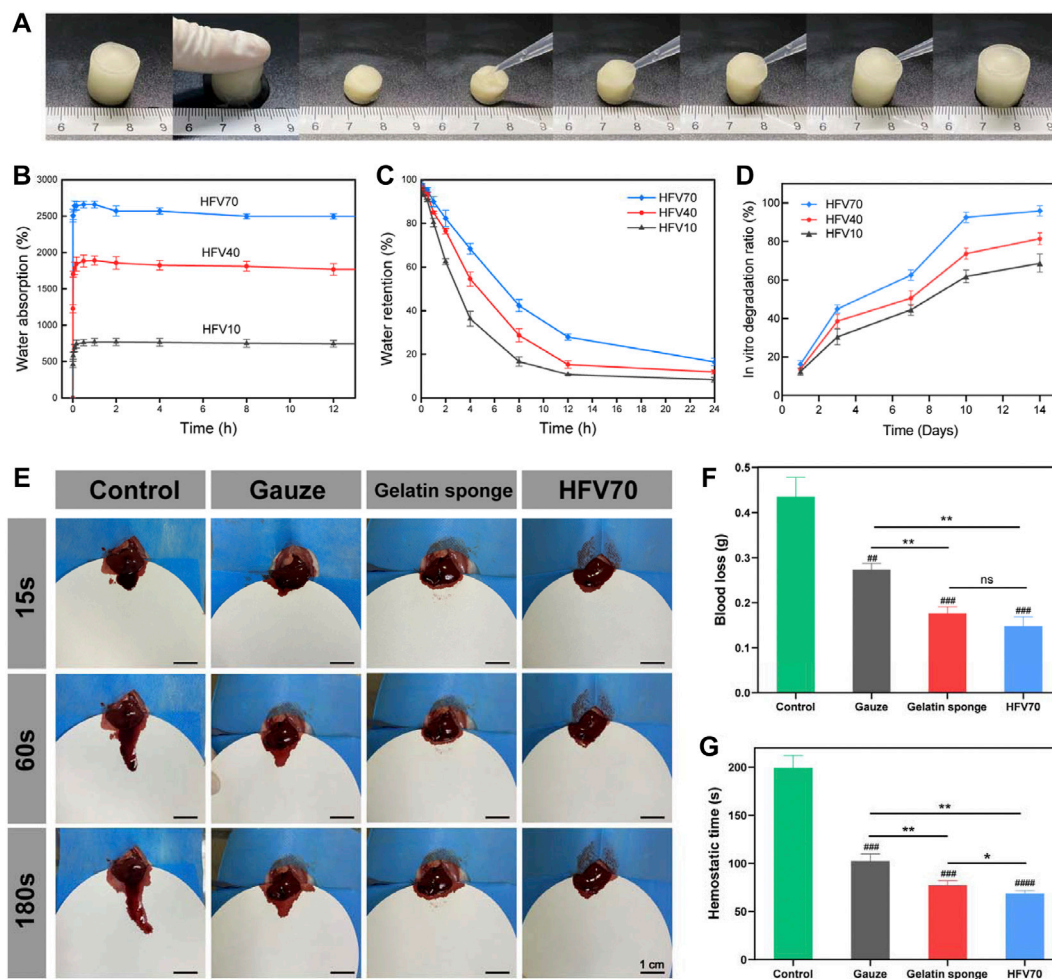 A
6 7 8 9
6 7 8 9
6 7 8 9
6 7 8 9
6 7 8 9
6 7 8 9
6 7 8 9
6 7 8 9
B
Water absorption (%)
3000
2500
2000
1500
1000
500
0
HFV70
HFV40
HFV10
0 2 4 6 8 10 12
Time (h)
C
Water retention (%)
100
80
60
40
20
0
HFV70
HFV40
HFV10
0 2 4 6 8 10 12 14 16 18 20 22 24
Time (h)
D
In vitro degradation ratio (%)
120
100
80
60
40
20
0
HFV70
HFV40
HFV10
0 2 4 6 8 10 12 14
Time (Days)
E
Control Gauze Gelatin sponge HFV70
15s
60s
180s
1 cm
F
Blood loss (g)
0.5
0.4
0.3
0.2
0.1
0.0
**
**
ns
##
###
###
Control Gauze Gelatin sponge HFV70
G
Hemostatic time (s)
200
150
100
50
0
**
**
*
###
###
####
Control Gauze Gelatin sponge HFV70